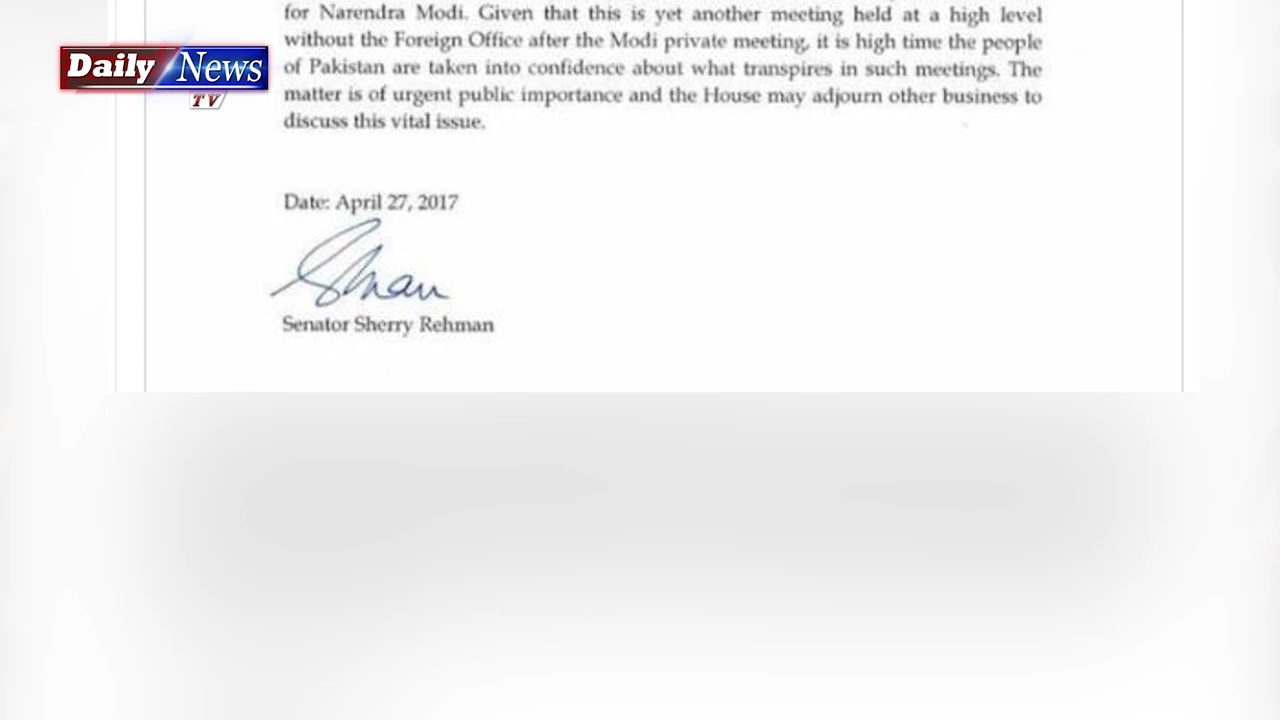 for Narendra Modi. Given that this is yet another meeting held at a high level
Daily News
TV
without the Foreign Office after the Modi private meeting, it is high time the people
of Pakistan are taken into confidence about what transpires in such meetings. The
matter is of urgent public importance and the House may adjourn other business to
discuss this vital issue.
Date: April 27, 2017
Senator Sherry Rehman